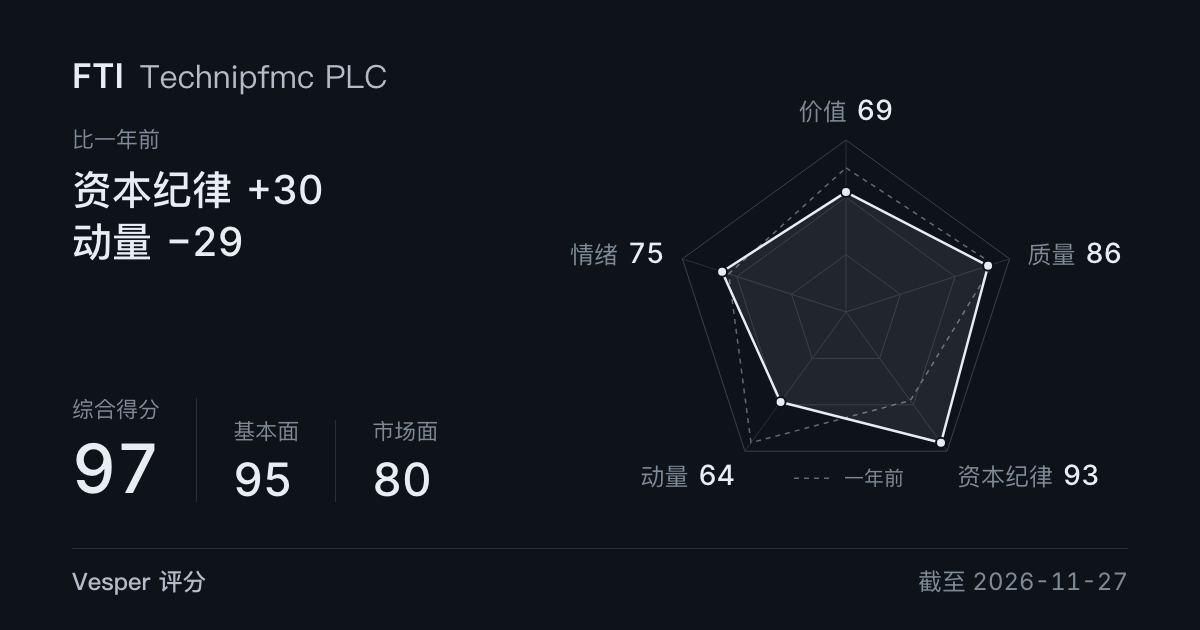 FTI Technipfmc PLC
比一年前
资本纪律 +30
动量 −29
综合得分
97
基本面
95
市场面
80
价值 69
质量 86
情绪 75
动量 64
一年前
资本纪律 93
Vesper 评分
截至 2026-11-27